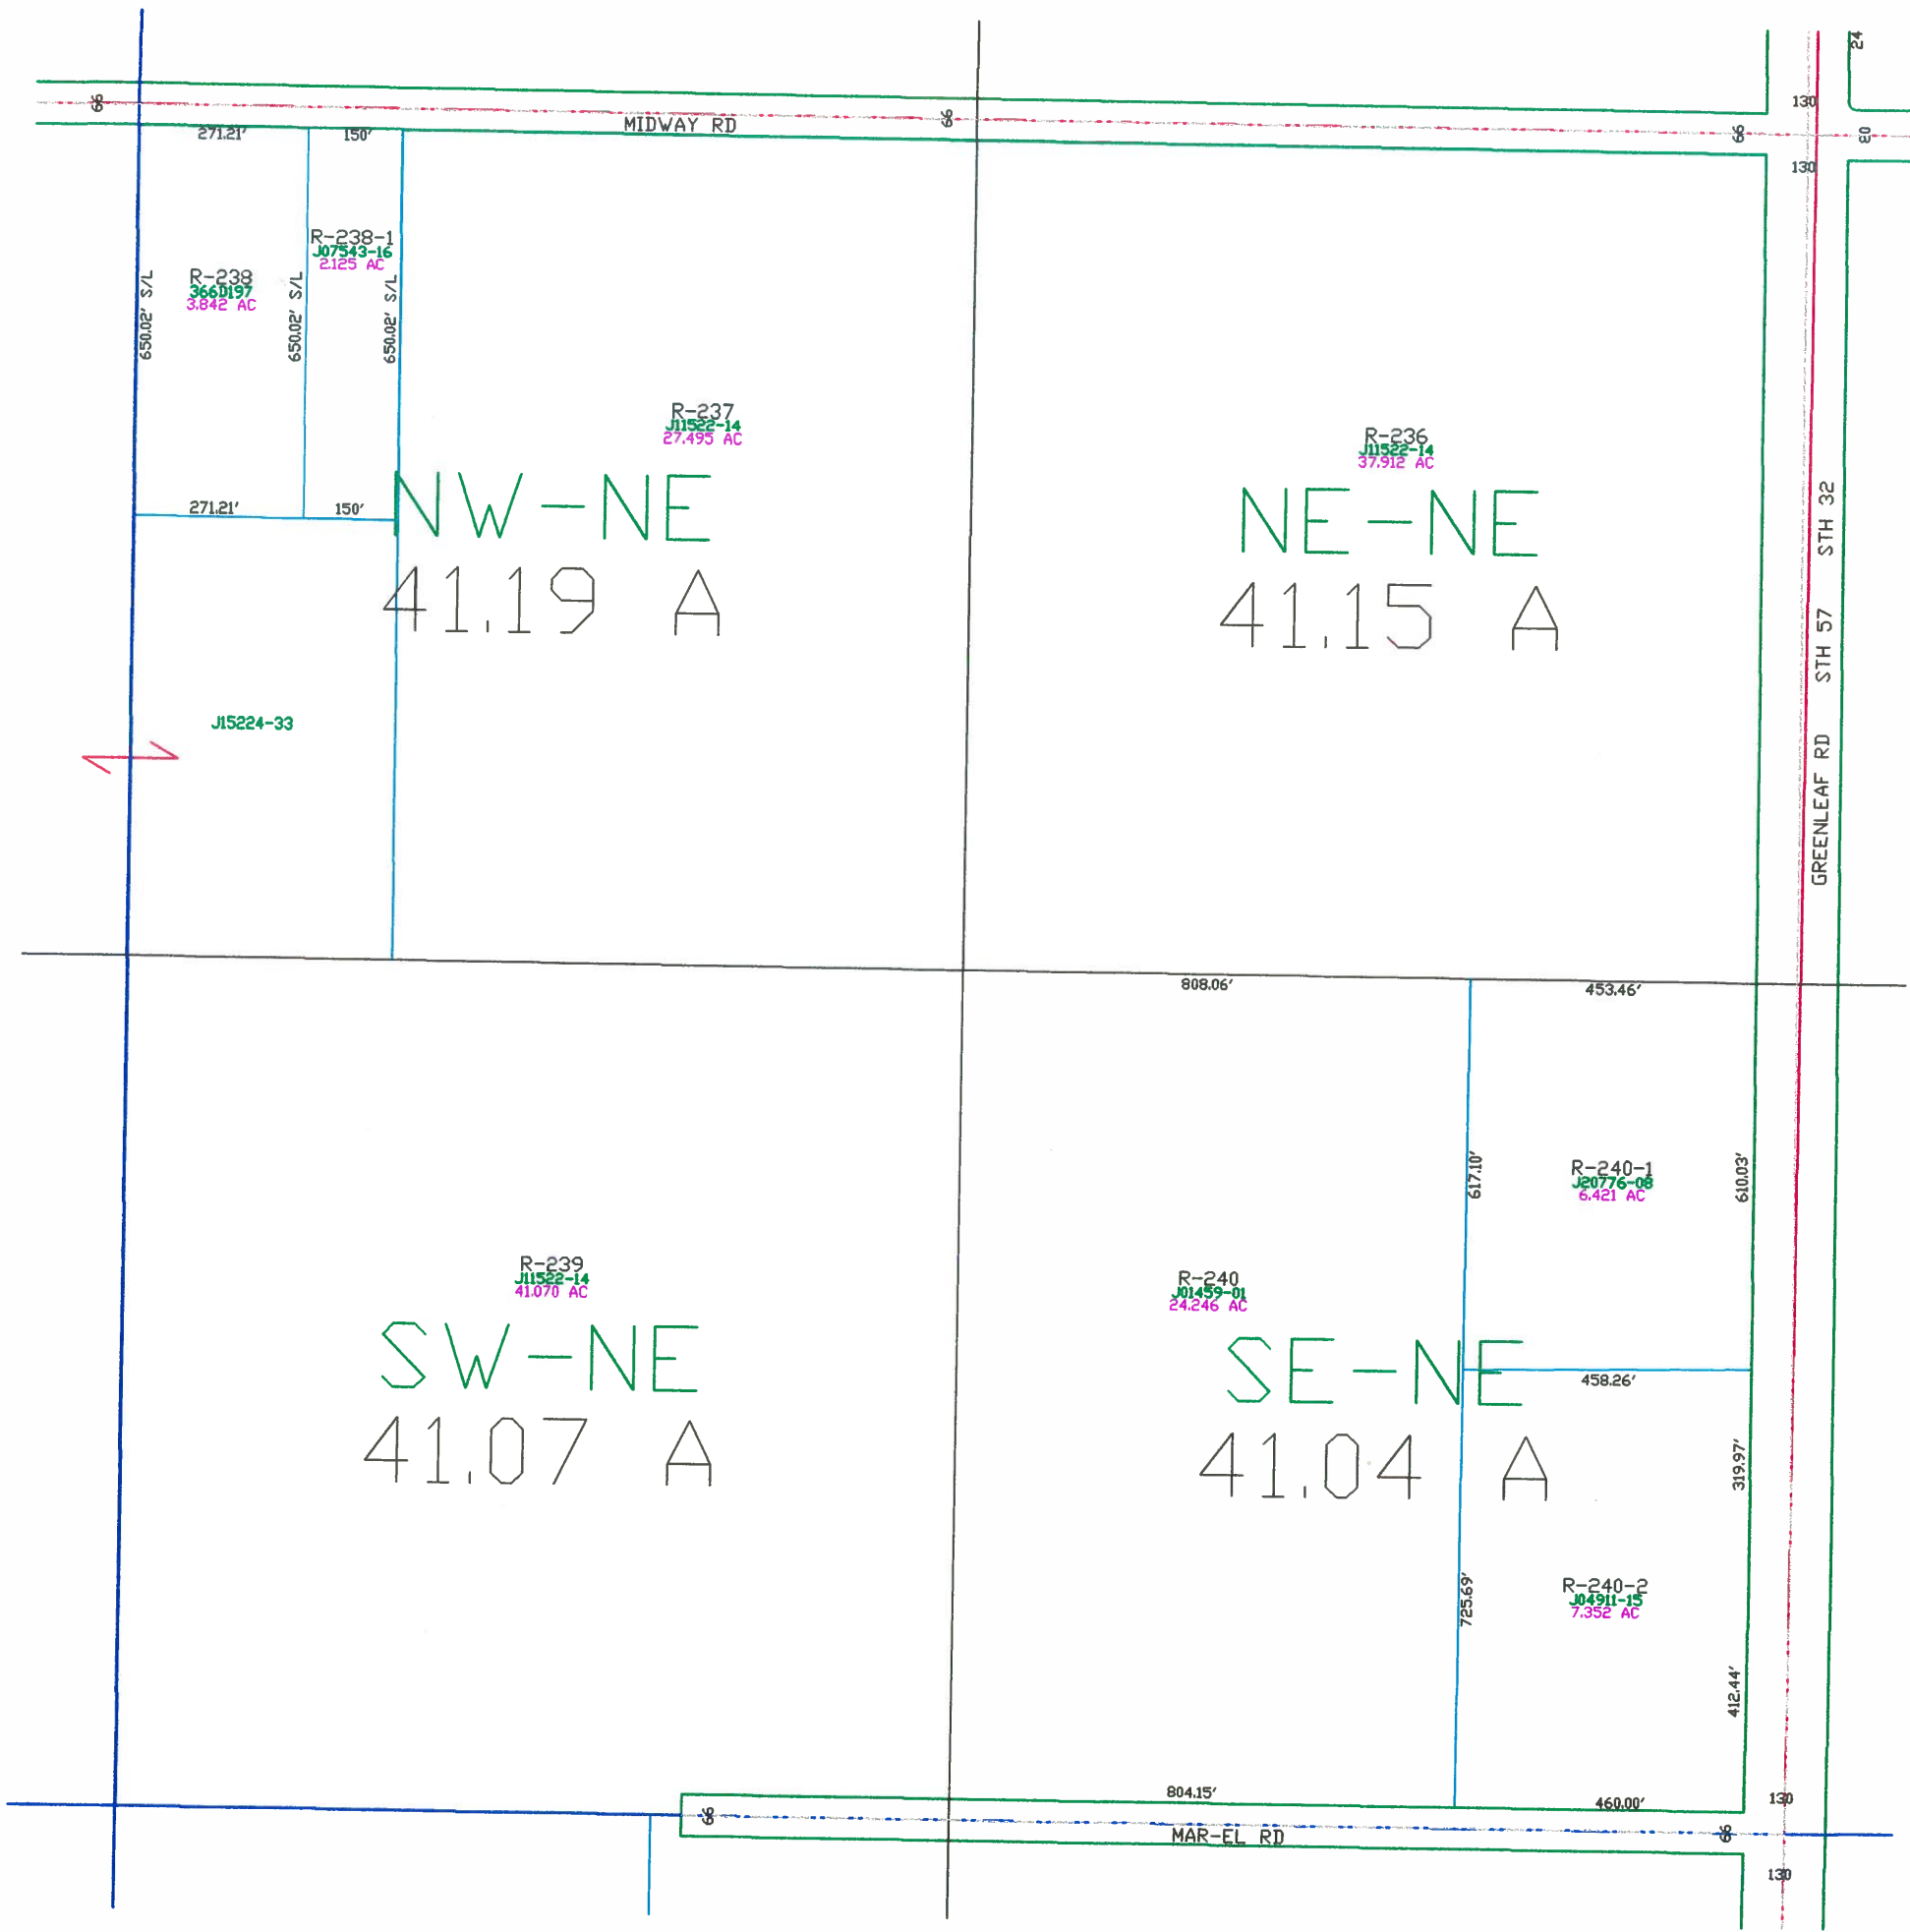 24
66
66
66
130
80
130
MIDWAY RD
271.21'
150'
R-238-1
J07543-16
2.125 AC
R-238
366D197
3.842 AC
650.02' S/L
650.02' S/L
650.02' S/L
R-237
J11522-14
27.495 AC
R-236
J11522-14
37.912 AC
271.21'
150'
NW-NE
41.19 A
NE-NE
41.15 A
GREENLEAF RD STH 57 STH 32
J15224-33
808.06'
453.46'
617.10'
R-240-1
J20776-08
6.421 AC
610.03'
R-239
J11522-14
41.070 AC
R-240
J01459-01
24.246 AC
SW-NE
41.07 A
SE-NE
41.04 A
458.26'
319.97'
725.69'
R-240-2
J04911-15
7.352 AC
412.44'
804.15'
460.00'
130
66
66
MAR-EL RD
130